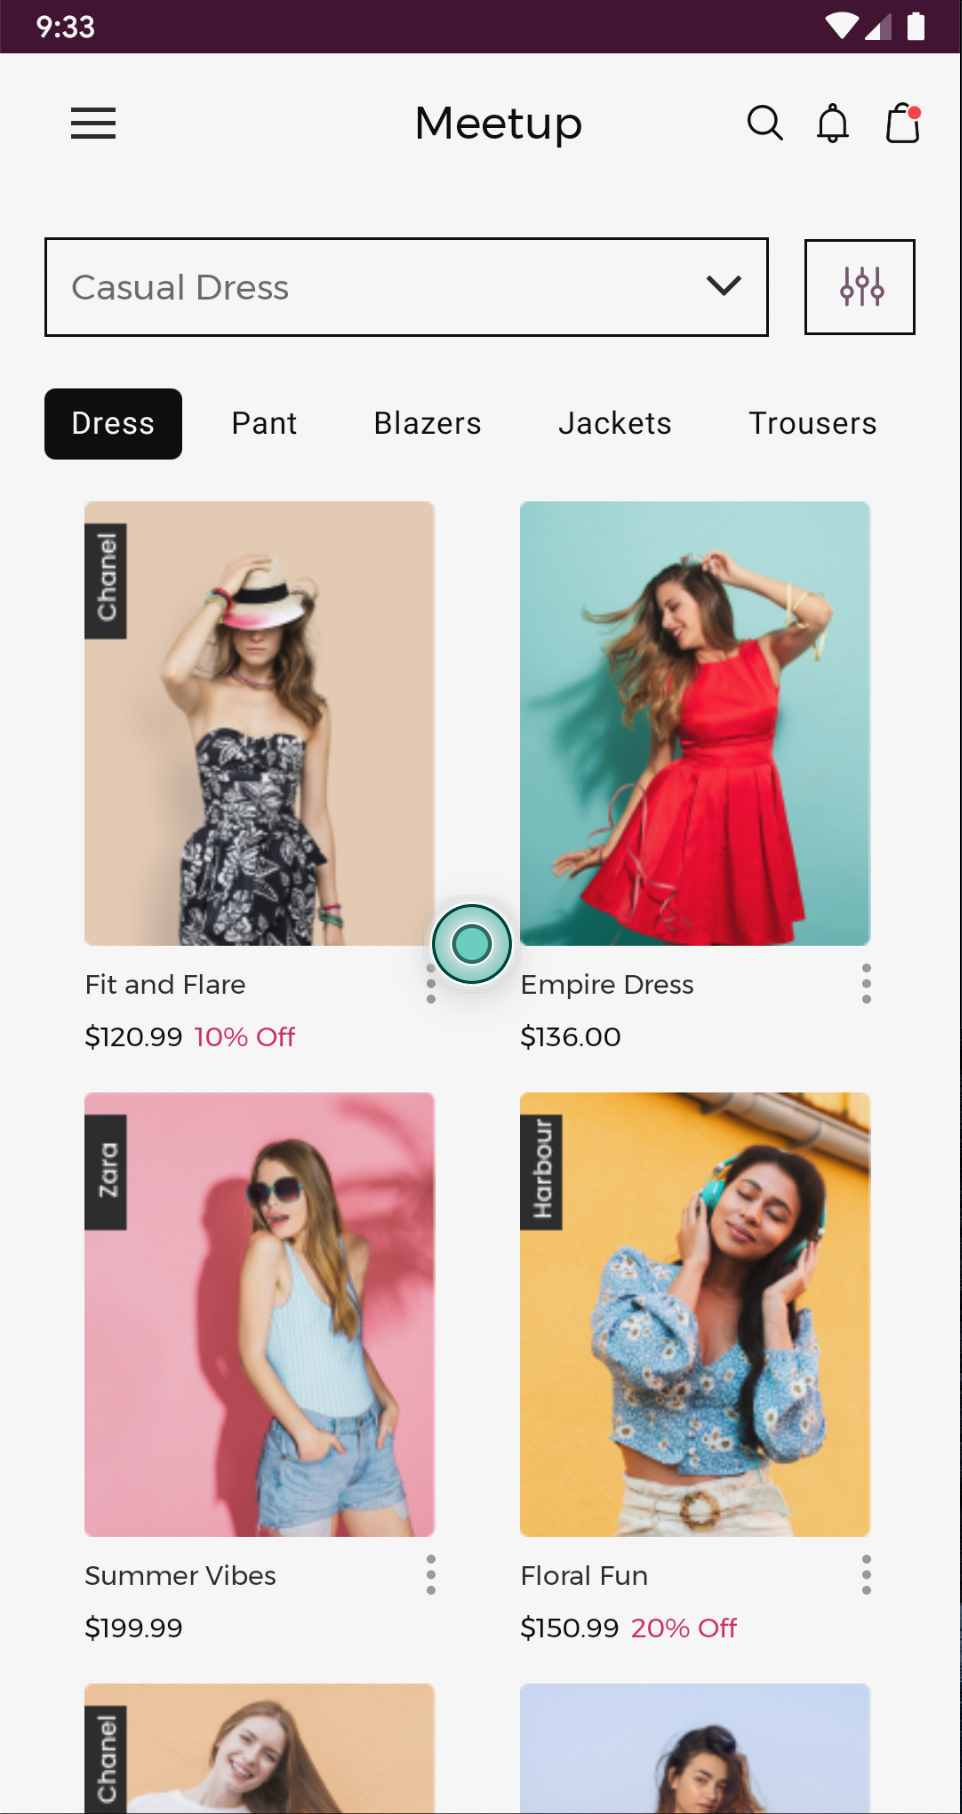 9:33
Meetup
Casual Dress
Dress Pant Blazers Jackets Trousers
Chanel
Fit and Flare
$120.99 10% Off
Empire Dress
$136.00
Zara
Summer Vibes
$199.99
Harbour
Floral Fun
$150.99 20% Off
Chanel